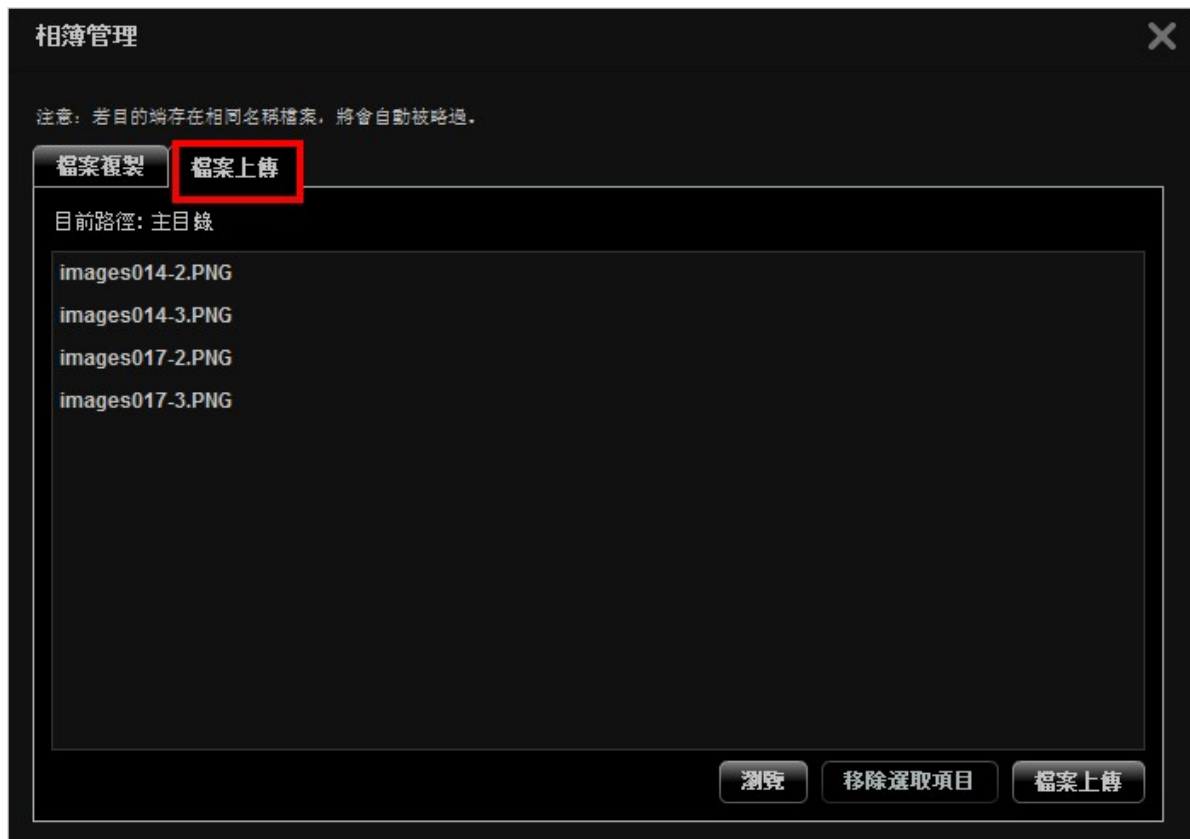 相簿管理
注意：若目的端存在相同名稱檔案，將會自動被略過。
檔案複製 檔案上傳
目前路徑: 主目錄
images014-2.PNG
images014-3.PNG
images017-2.PNG
images017-3.PNG
瀏覽 移除選取項目 檔案上傳